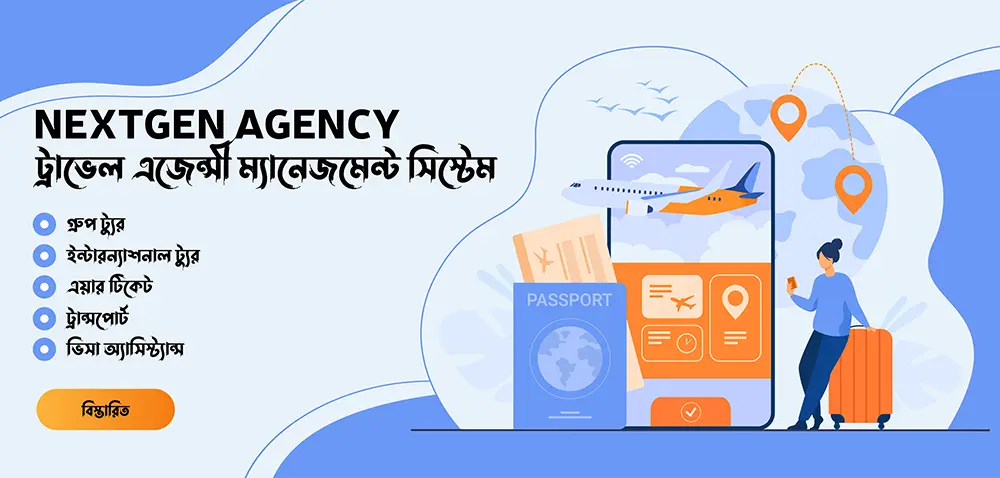 NEXTGEN AGENCY
ট্রাভেল এজেন্সী ম্যানেজমেন্ট সিস্টেম
গ্রুপ ট্যুর
ইন্টারন্যাশনাল ট্যুর
এয়ার টিকেট
ট্রান্সপোর্ট
ভিসা অ্যাসিস্ট্যান্স
বিস্তারিত
PASSPORT